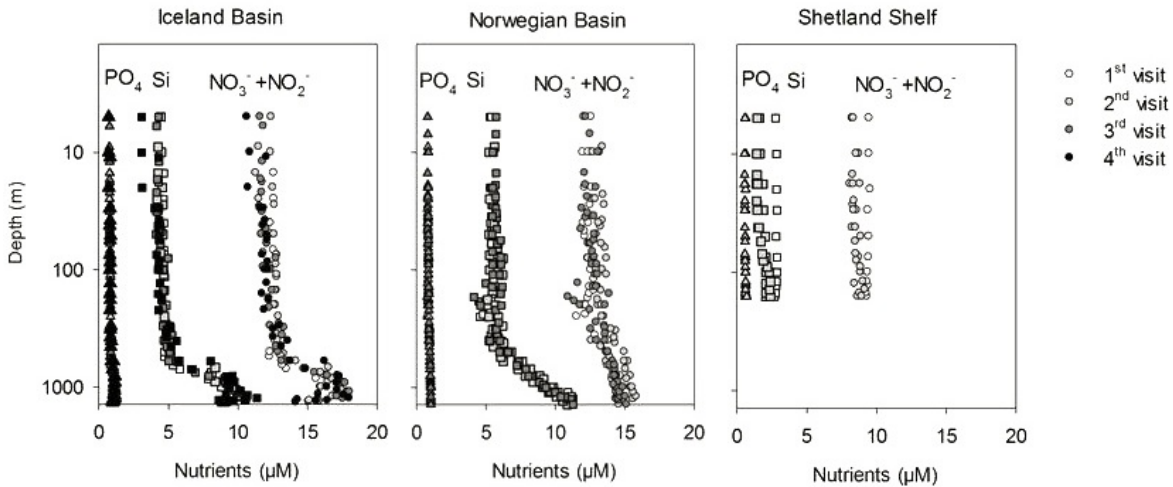 Iceland Basin
Norwegian Basin
Shetland Shelf
PO₄ Si NO₃⁻+NO₂⁻
PO₄ Si NO₃⁻+NO₂⁻
PO₄ Si NO₃⁻+NO₂⁻
1st visit
2nd visit
3rd visit
4th visit
Depth (m)
10
100
1000
0 5 10 15 20
0 5 10 15 20
0 5 10 15 20
Nutrients (µM)
Nutrients (µM)
Nutrients (µM)